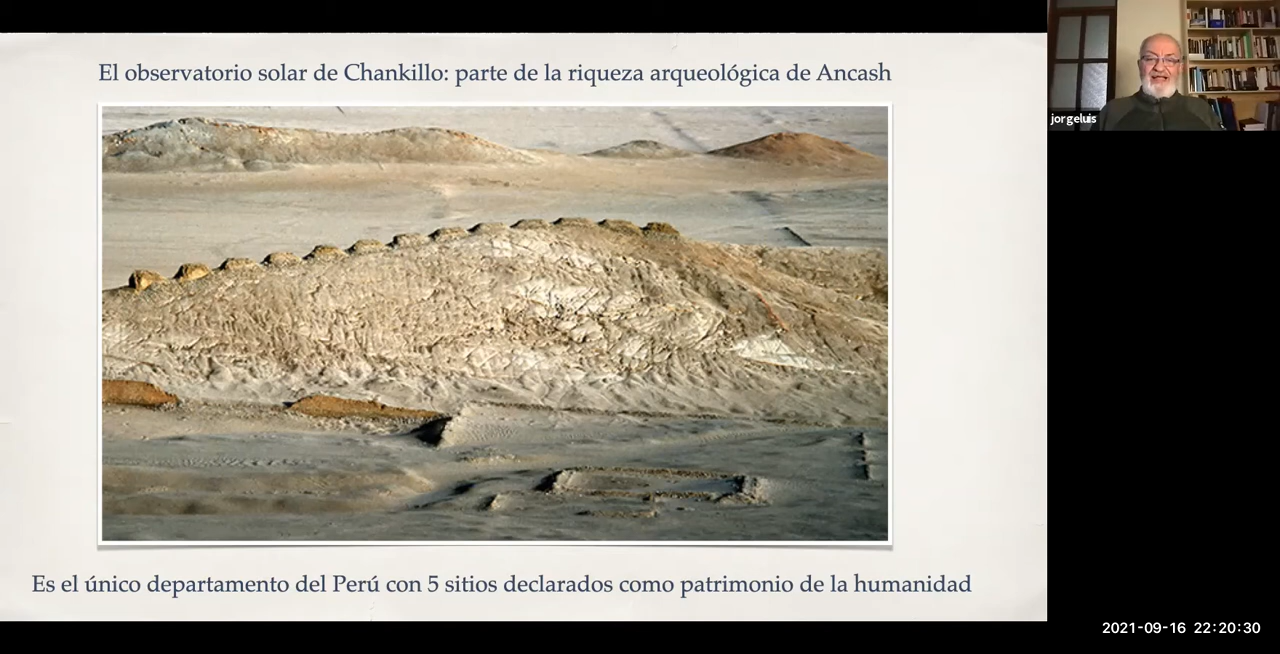 El observatorio solar de Chankillo: parte de la riqueza arqueológica de Ancash
jorgeluis
Es el único departamento del Perú con 5 sitios declarados como patrimonio de la humanidad
2021-09-16 22:20:30